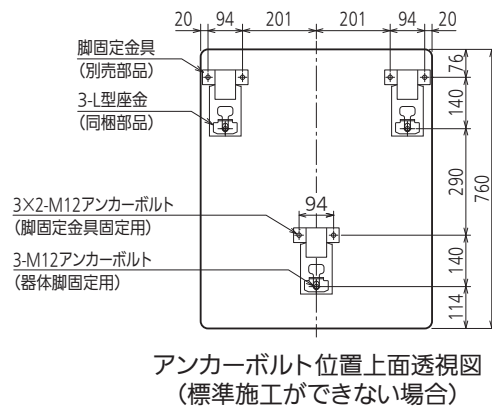 20 94 201 201 94 20
脚固定金具
(別売部品)
3-L型座金
(同梱部品)
76
140
290
760
3×2-M12アンカーボルト
(脚固定金具固定用)
94
3-M12アンカーボルト
(器体脚固定用)
140
114
アンカーボルト位置上面透視図
(標準施工ができない場合)